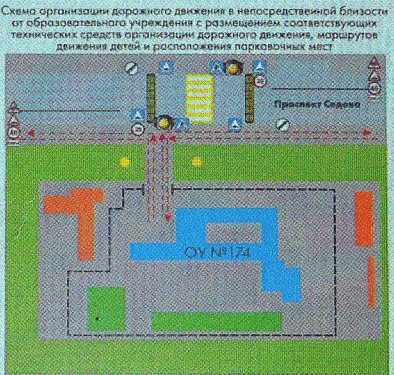 Схема организации дорожного движения в непосредственной близости
от образовательного учреждения с размещением соответствующих
технических средств организации дорожного движения, маршрутов
движения детей и расположения парковочных мест
Проспект Седова
ОУ №174